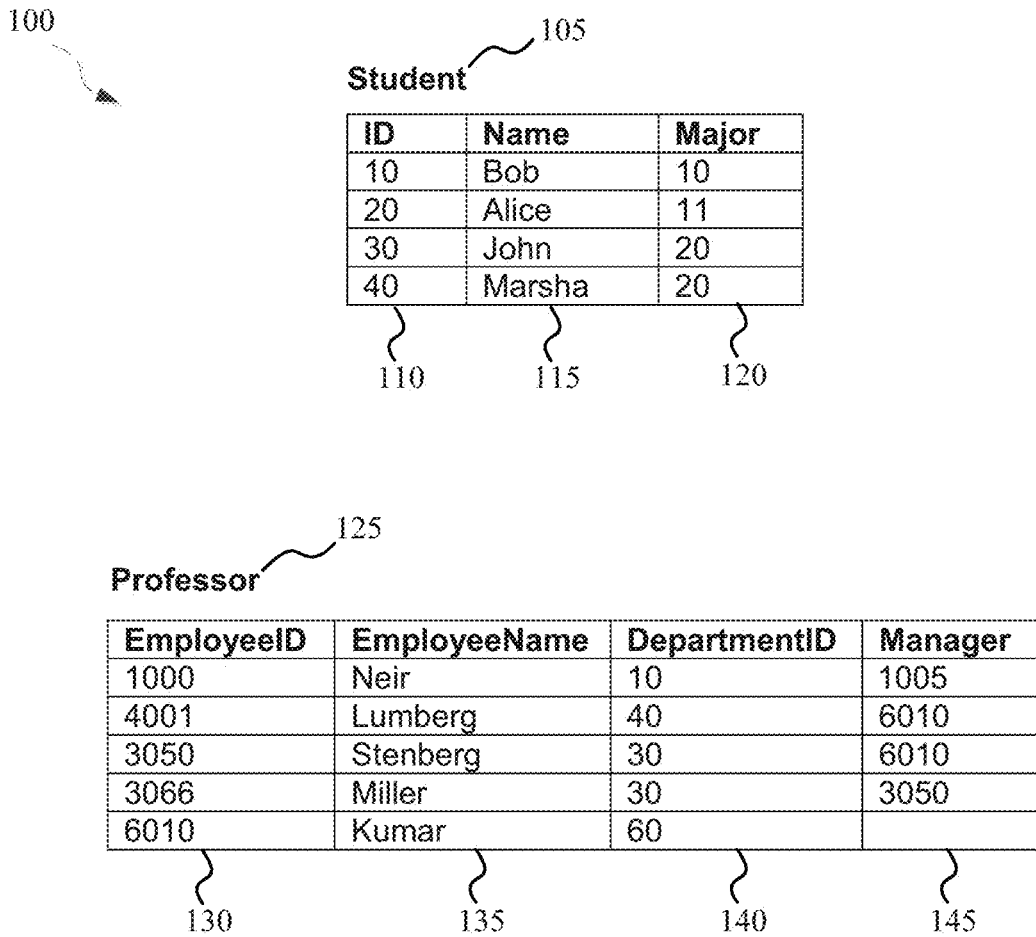 100
105
Student
ID Name Major
10 Bob 10
20 Alice 11
30 John 20
40 Marsha 20
110 115 120
125
Professor
EmployeeID EmployeeName DepartmentID Manager
1000 Neir 10 1005
4001 Lumberg 40 6010
3050 Stenberg 30 6010
3066 Miller 30 3050
6010 Kumar 60
130 135 140 145